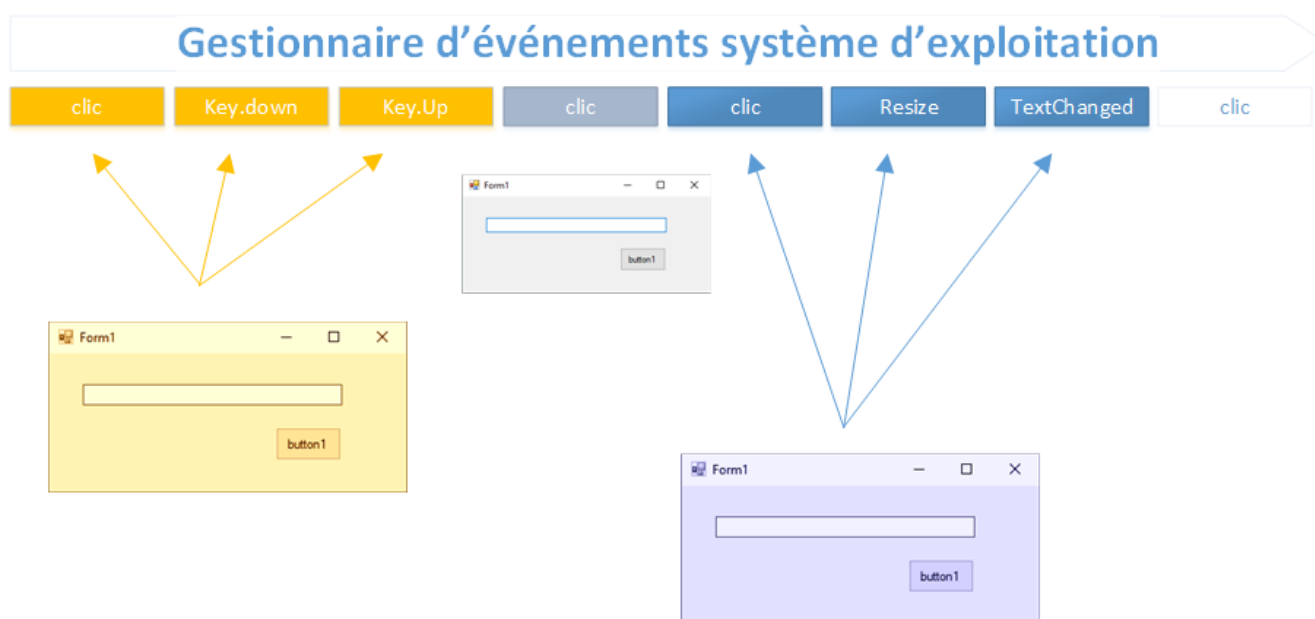 Gestionnaire d’événements système d’exploitation
clic Key.down Key.Up clic clic Resize TextChanged clic
Form1
button1
Form1
button1
Form1
button1